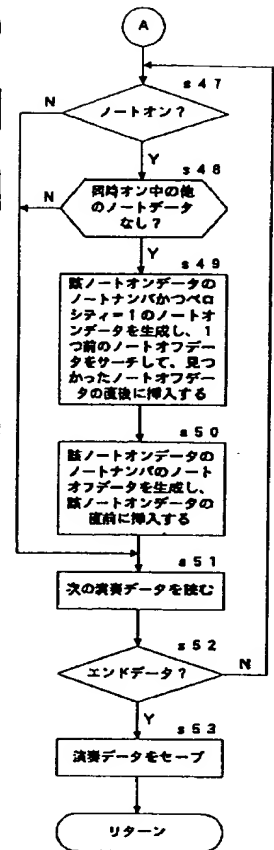 A
s47
N
ノートオン？
Y
s48
N
同時オン中の他
のノートデータ
なし？
Y
s49
該ノートオンデータの
ノートナンバかつベロ
シティ=1のノートオ
ンデータを生成し、1
つ前のノートオフデー
タをサーチして、見つ
かったノートオフデー
タの直後に挿入する
s50
該ノートオンデータの
ノートナンバのノート
オフデータを生成し、
該ノートオンデータの
直前に挿入する
s51
次の演奏データを読む
s52
エンドデータ？
N
Y
s53
演奏データをセーブ
リターン